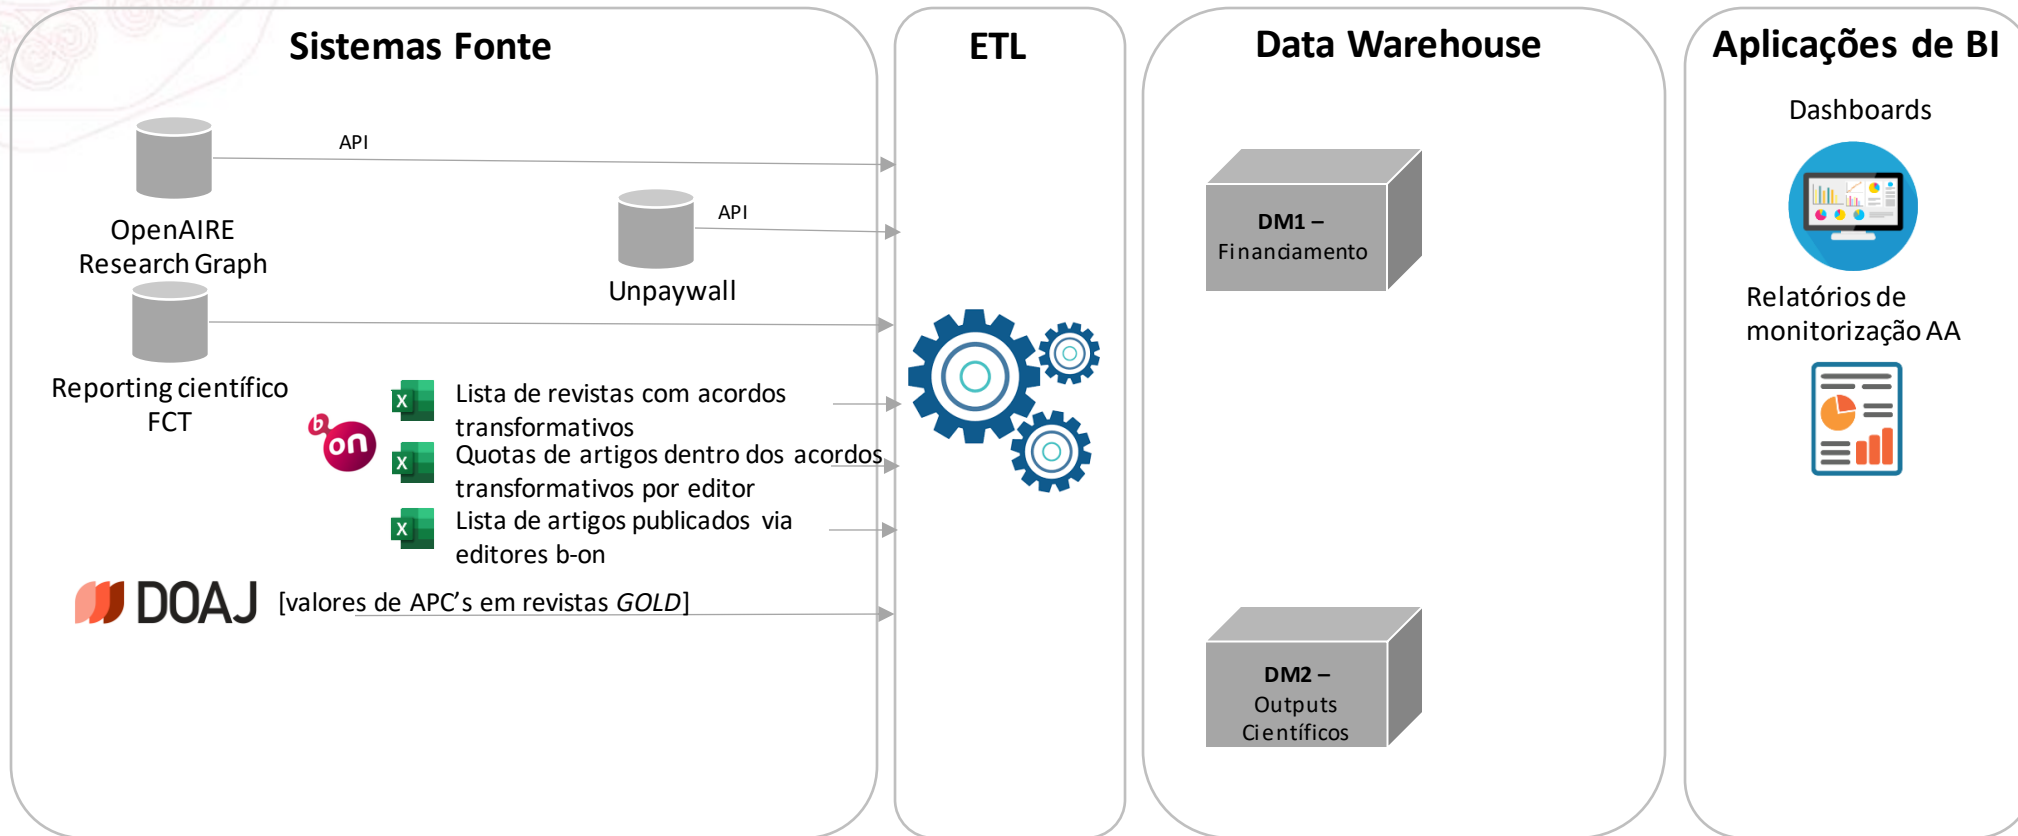 Sistemas Fonte
API
OpenAIRE
Research Graph
API
Unpaywall
Reporting científico
FCT
b
on
X
Lista de revistas com acordos
transformativos
X
Quotas de artigos dentro dos acordos
transformativos por editor
X
Lista de artigos publicados via
editores b-on
DOAJ [valores de APC's em revistas GOLD]
ETL
Data Warehouse
DM1 –
Financiamento
DM2 –
Outputs
Científicos
Aplicações de BI
Dashboards
Relatórios de
monitorização AA